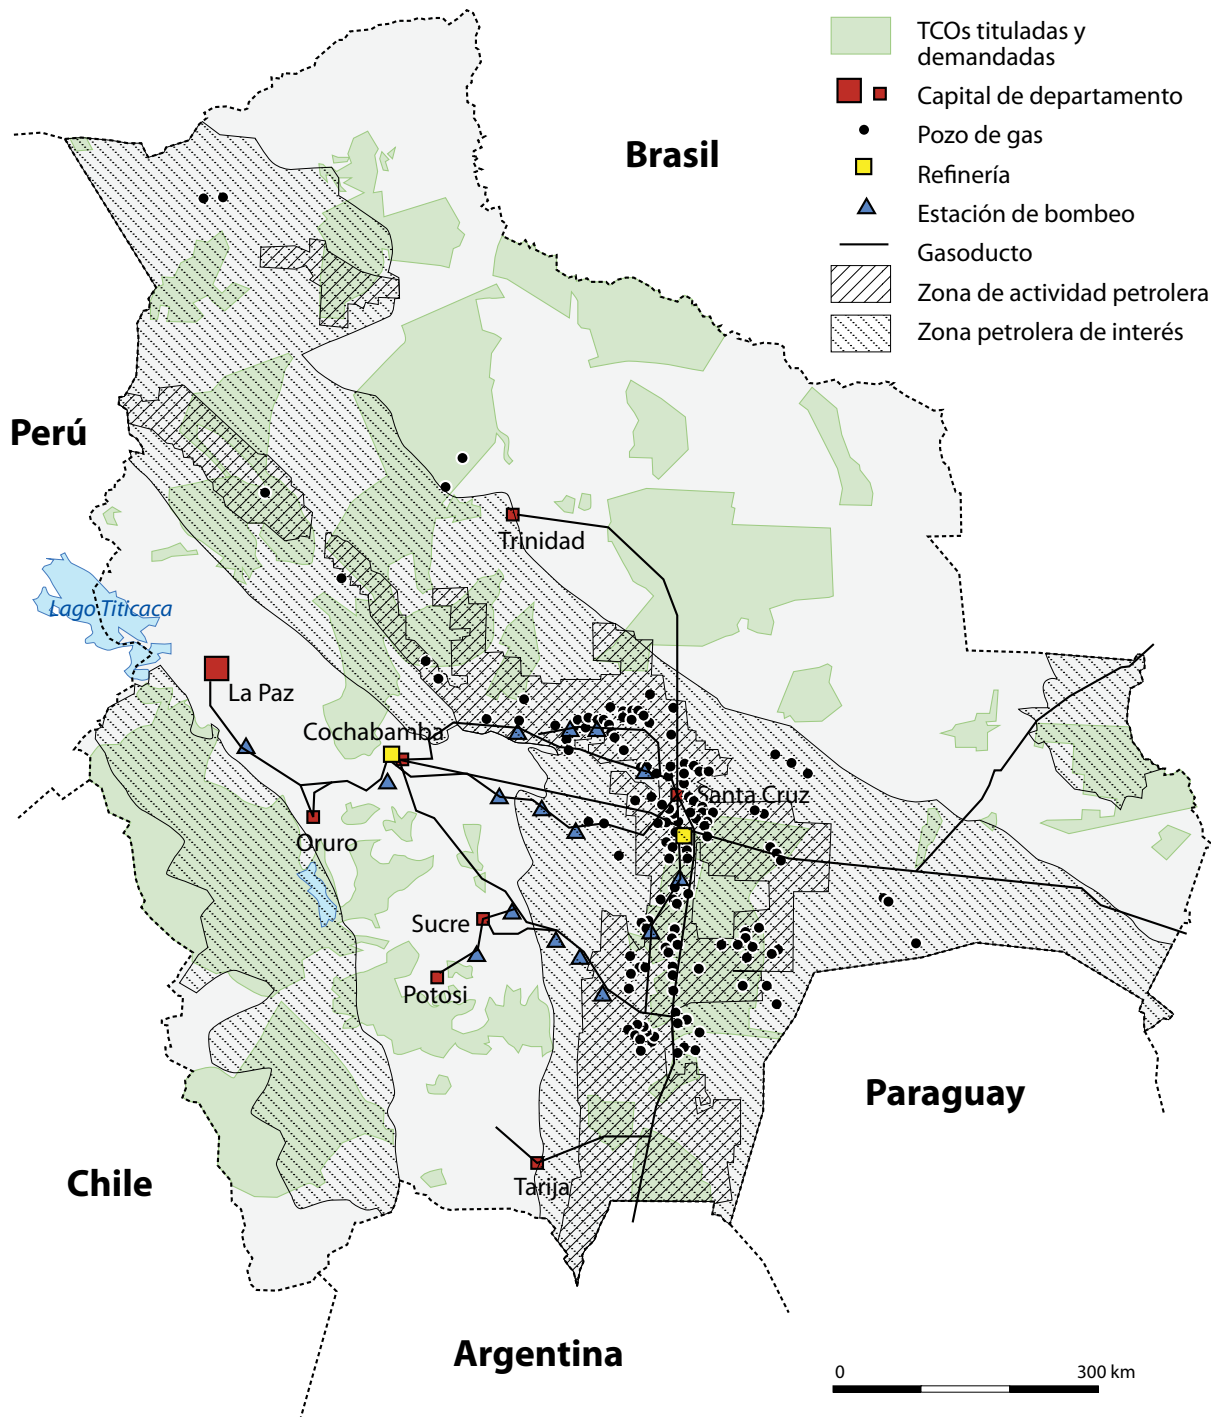 TCOs tituladas y
demandadas
Capital de departamento
Pozo de gas
Refinería
Estación de bombeo
Gasoducto
Zona de actividad petrolera
Zona petrolera de interés
Brasil
Perú
Trinidad
Lago Titicaca
La Paz
Cochabamba
Santa Cruz
Oruro
Sucre
Potosi
Paraguay
Chile
Tarija
Argentina
0 300 km